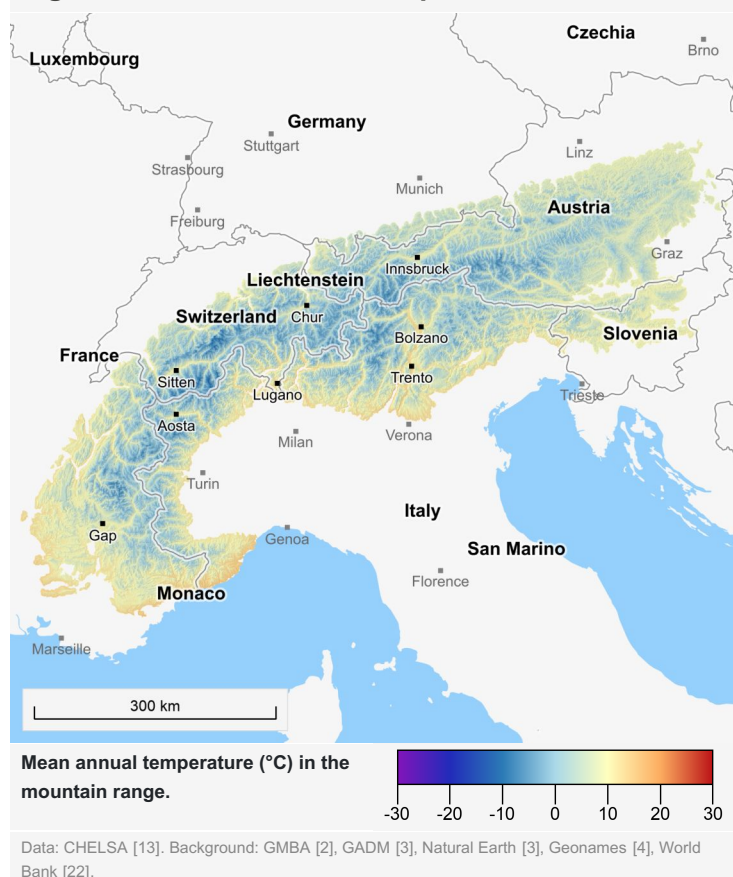 Czechia
Brno
Luxembourg
Germany
Stuttgart
Linz
Strasbourg
Munich
Austria
Freiburg
Graz
Innsbruck
Liechtenstein
Chur
Switzerland
Bolzano
Slovenia
France
Sitten
Trento
Lugano
Trieste
Aosta
Milan
Verona
Turin
Italy
Gap
Genoa
San Marino
Florence
Monaco
Marseille
300 km
Mean annual temperature (°C) in the
mountain range.
-30 -20 -10 0 10 20 30
Data: CHELSA [13]. Background: GMBA [2], GADM [3], Natural Earth [3], Geonames [4], World
Bank [22].